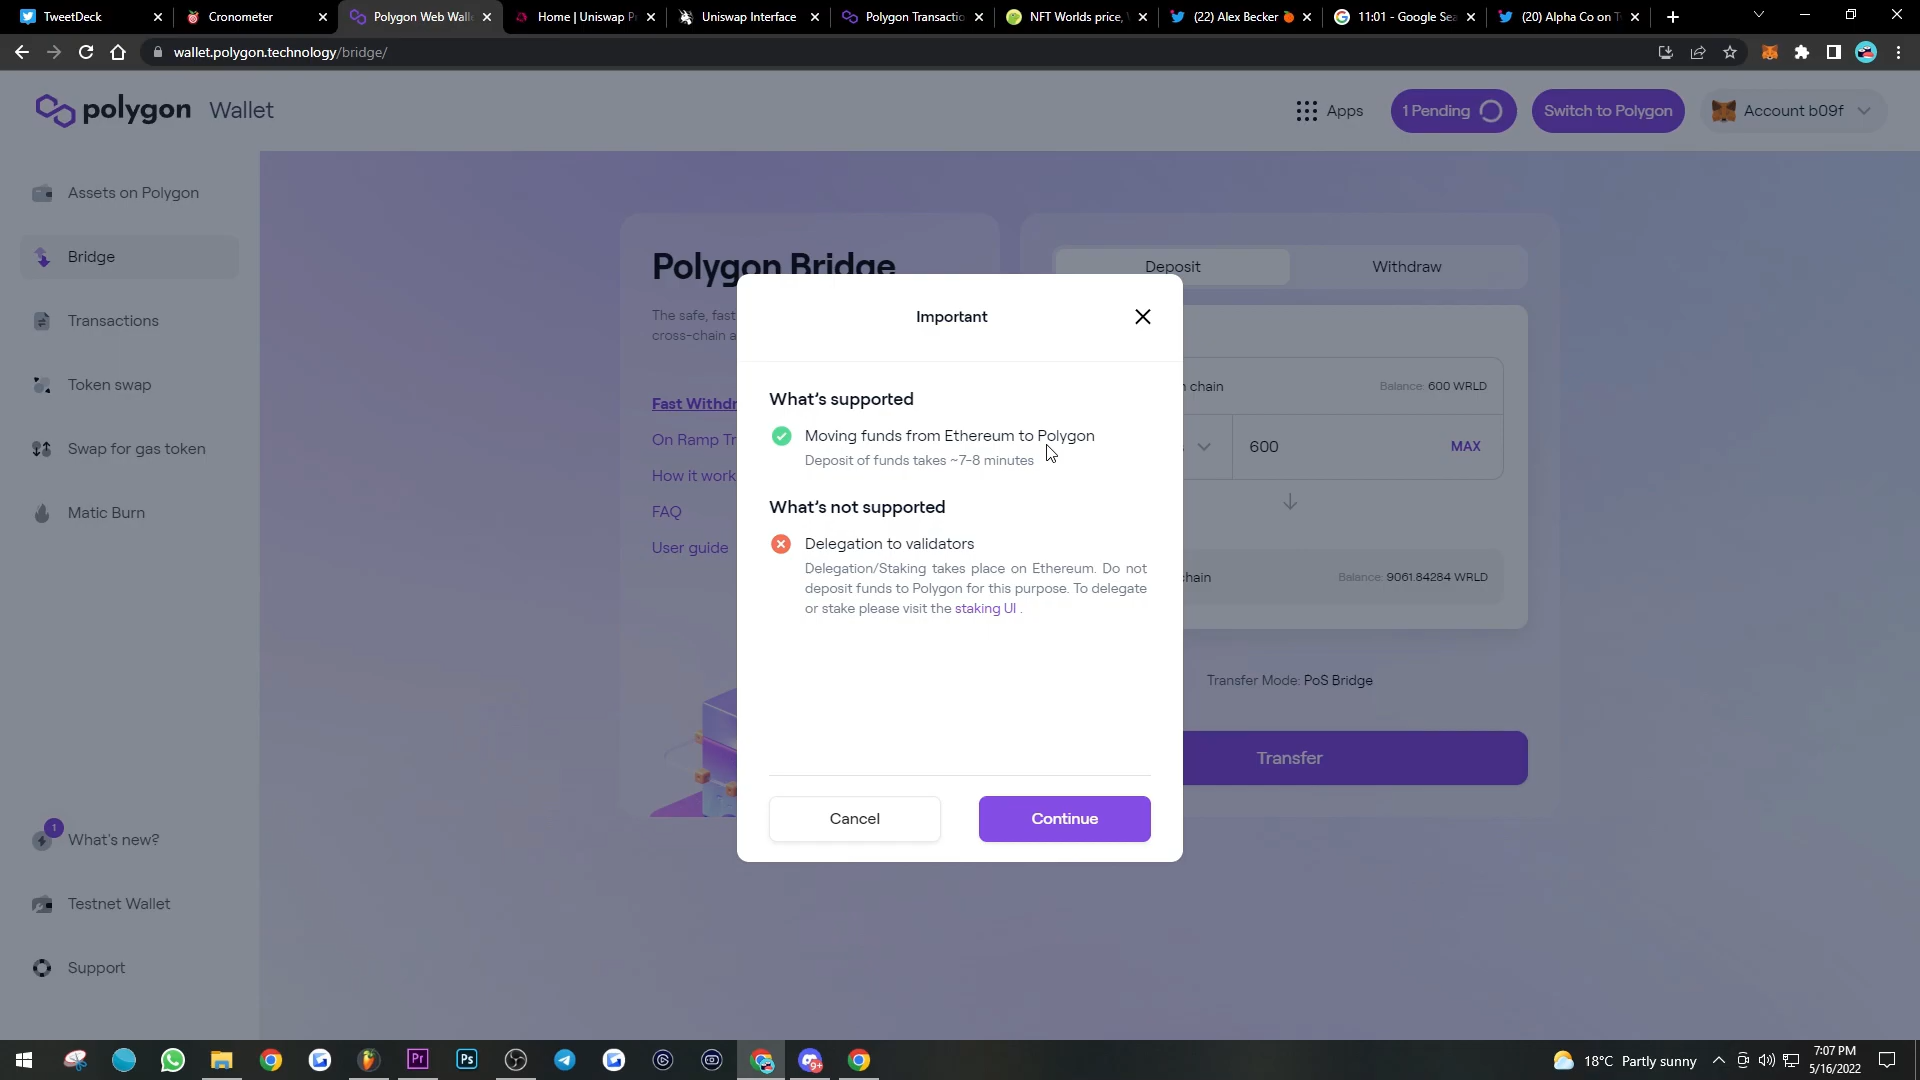 TweetDeck
Cronometer
Polygon Web Wall
Home | Uniswap P
Uniswap Interface
Polygon Transactio
NFT Worlds price,
(22) Alex Becker
11:01 - Google Sea
(20) Alpha Co on T
wallet.polygon.technology/bridge/
polygon Wallet
Apps
1 Pending
Switch to Polygon
Account b09f
Assets on Polygon
Bridge
Transactions
Token swap
Swap for gas token
Matic Burn
1
What's new?
Testnet Wallet
Support
Polygon Bridge
The safe, fast
cross-chain a
Fast Withdr
On Ramp Tr
How it work
FAQ
User guide
Deposit
Withdraw
chain
Balance: 600 WRLD
600
MAX
chain
Balance: 9061.84284 WRLD
Transfer Mode: PoS Bridge
Transfer
Important
What's supported
Moving funds from Ethereum to Polygon
Deposit of funds takes ~7-8 minutes
What's not supported
Delegation to validators
Delegation/Staking takes place on Ethereum. Do not
deposit funds to Polygon for this purpose. To delegate
or stake please visit the staking UI .
Cancel
Continue
Pr
Ps
9+
18°C Partly sunny
7:07 PM
5/16/2022